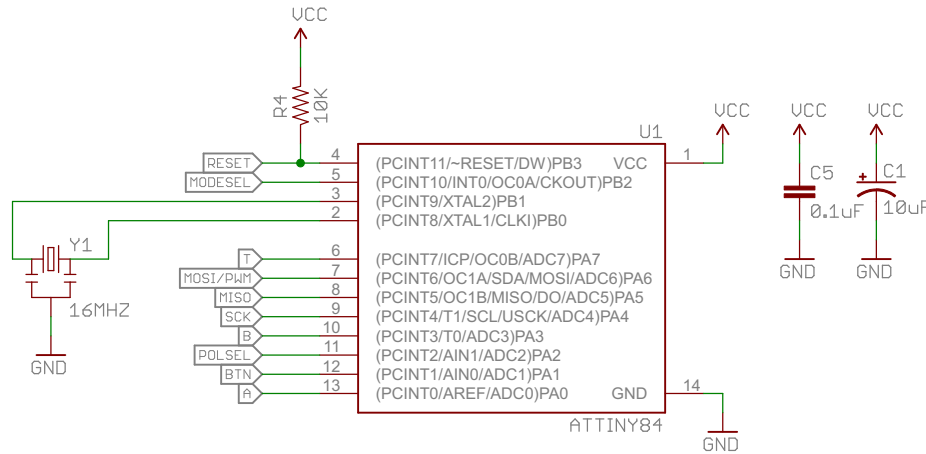 VCC
R4
10K
U1
VCC
VCC
VCC
RESET 4 (PCINT11/~RESET/DW)PB3 VCC 1
MODESEL 5 (PCINT10/INT0/OC0A/CKOUT)PB2
3 (PCINT9/XTAL2)PB1
2 (PCINT8/XTAL1/CLKI)PB0
C5
0.1uF
+ C1
10uF
Y1
16MHZ
GND
T 6 (PCINT7/ICP/OC0B/ADC7)PA7
MOSI/PWM 7 (PCINT6/OC1A/SDA/MOSI/ADC6)PA6
MISO 8 (PCINT5/OC1B/MISO/DO/ADC5)PA5
SCK 9 (PCINT4/T1/SCL/USCK/ADC4)PA4
B 10 (PCINT3/T0/ADC3)PA3
POLSEL 11 (PCINT2/AIN1/ADC2)PA2
BTN 12 (PCINT1/AIN0/ADC1)PA1
A 13 (PCINT0/AREF/ADC0)PA0 GND 14
GND
GND
ATTINY84
GND